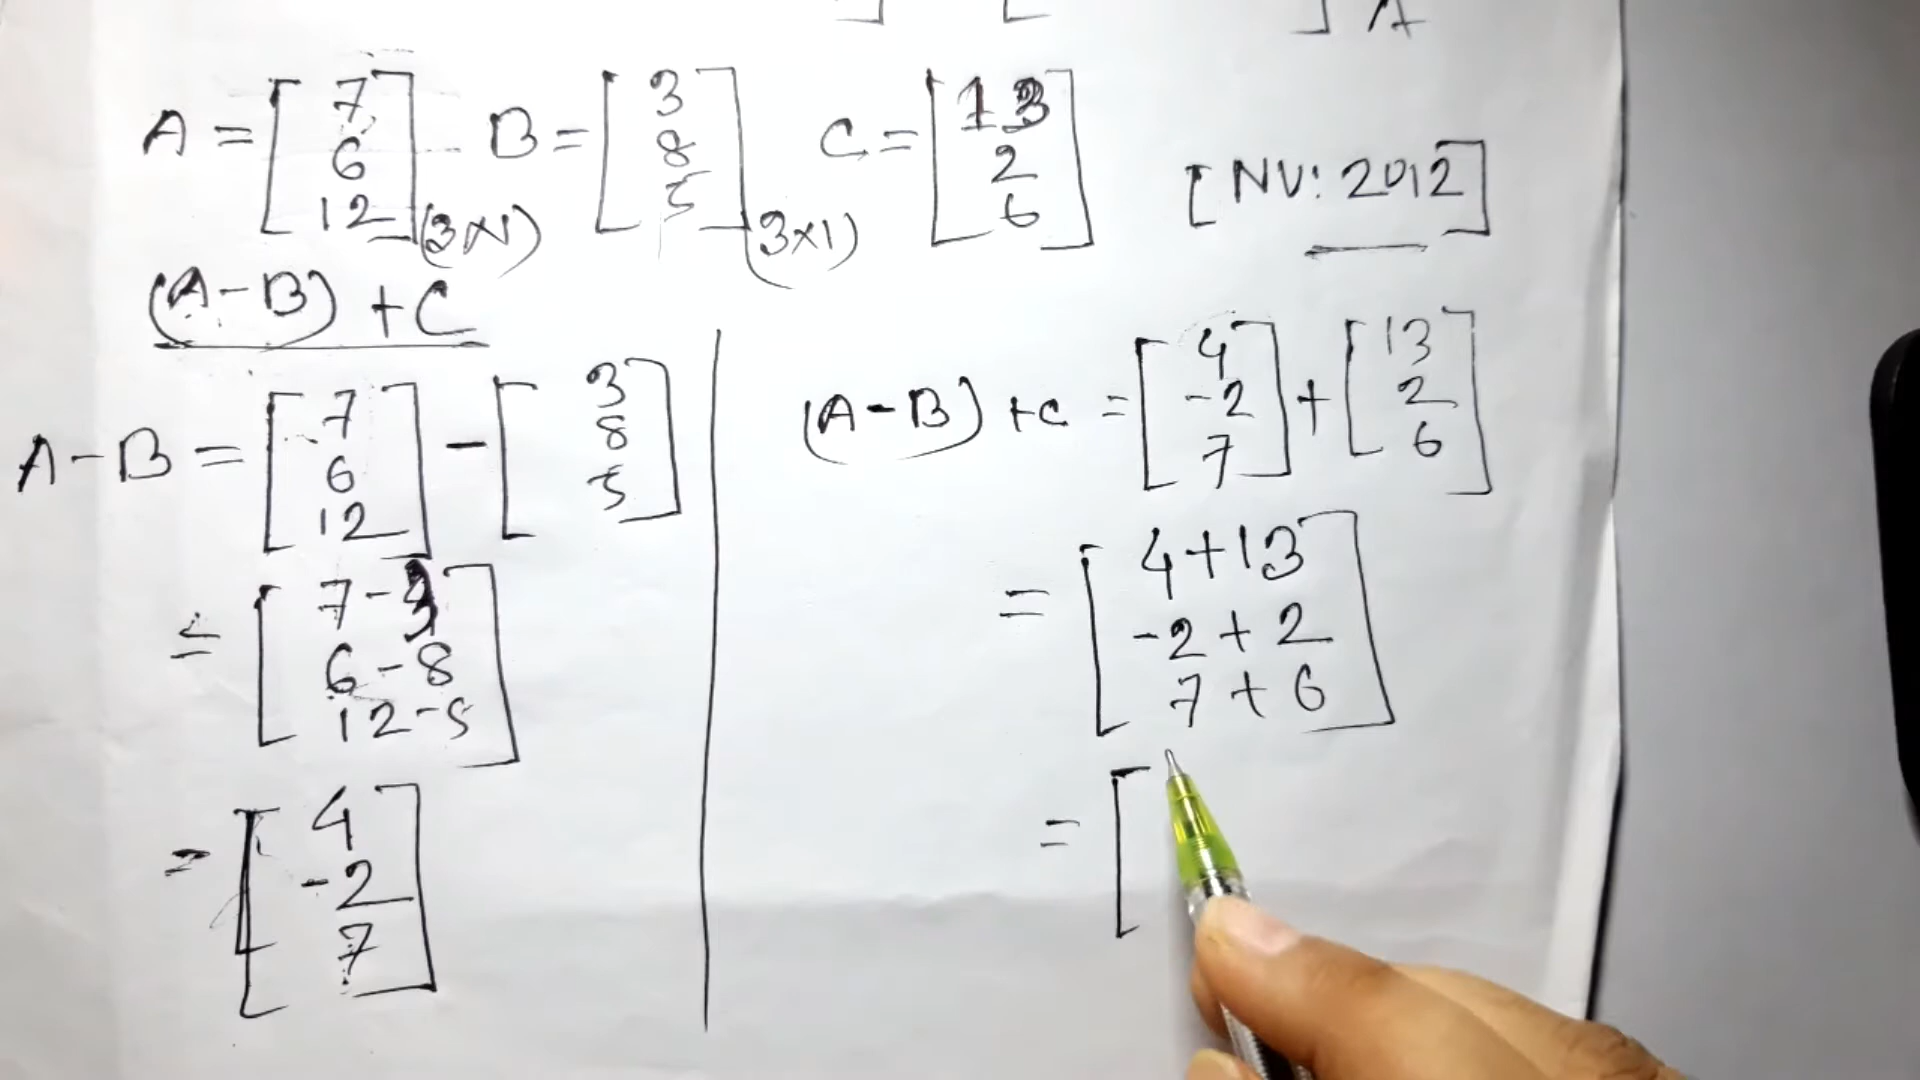 A
A = [ 7 6 12 ] (3×1) B = [ 3 8 5 ] (3×1) C = [ 13 2 6 ] [NU: 2012]
(A-B) + C
A-B = [ 7 6 12 ] - [ 3 8 5 ]
= [ 7-3 6-8 12-5 ]
= [ 4 -2 7 ]
(A-B) + C = [ 4 -2 7 ] + [ 13 2 6 ]
= [ 4+13 -2+2 7+6 ]
= [